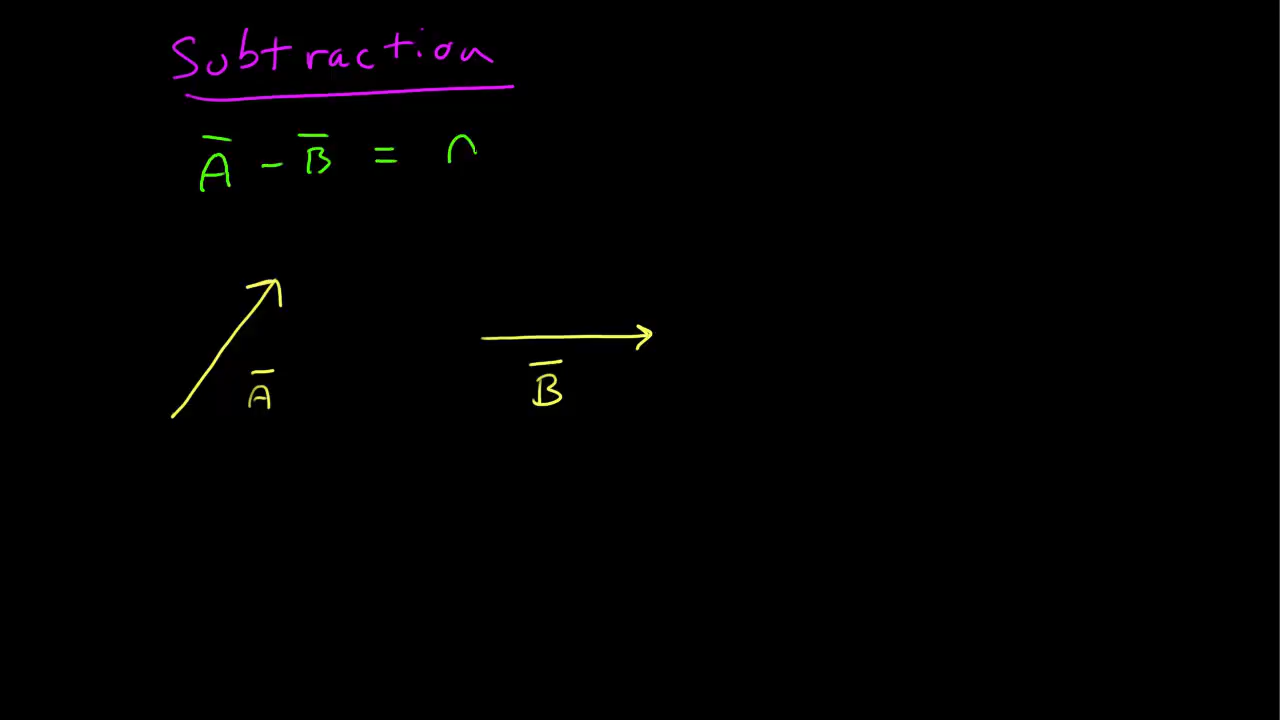 Subtraction
A̅ - B̅ =
A̅
B̅